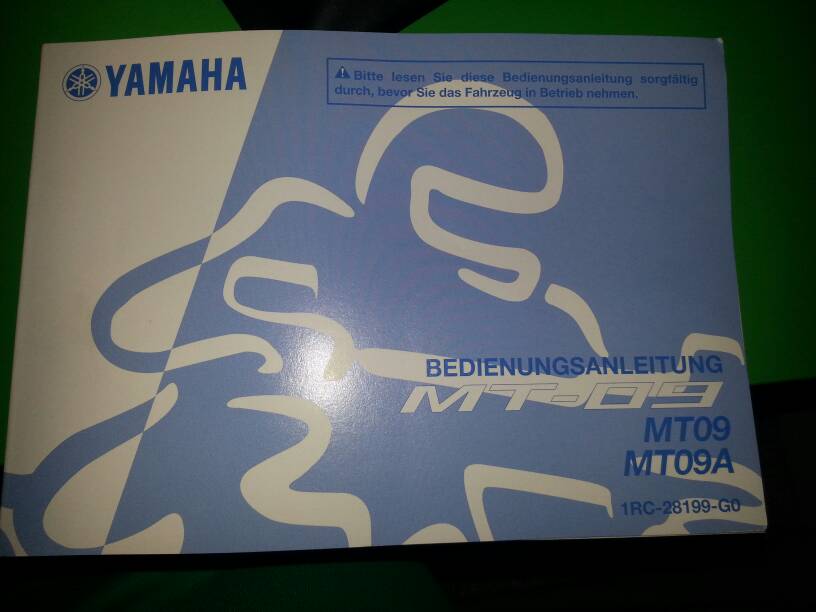 YAMAHA
Bitte lesen Sie diese Bedienungsanleitung sorgfältig
durch, bevor Sie das Fahrzeug in Betrieb nehmen.
BEDIENUNGSANLEITUNG
MT-09
MT09
MT09A
1RC-28199-G0